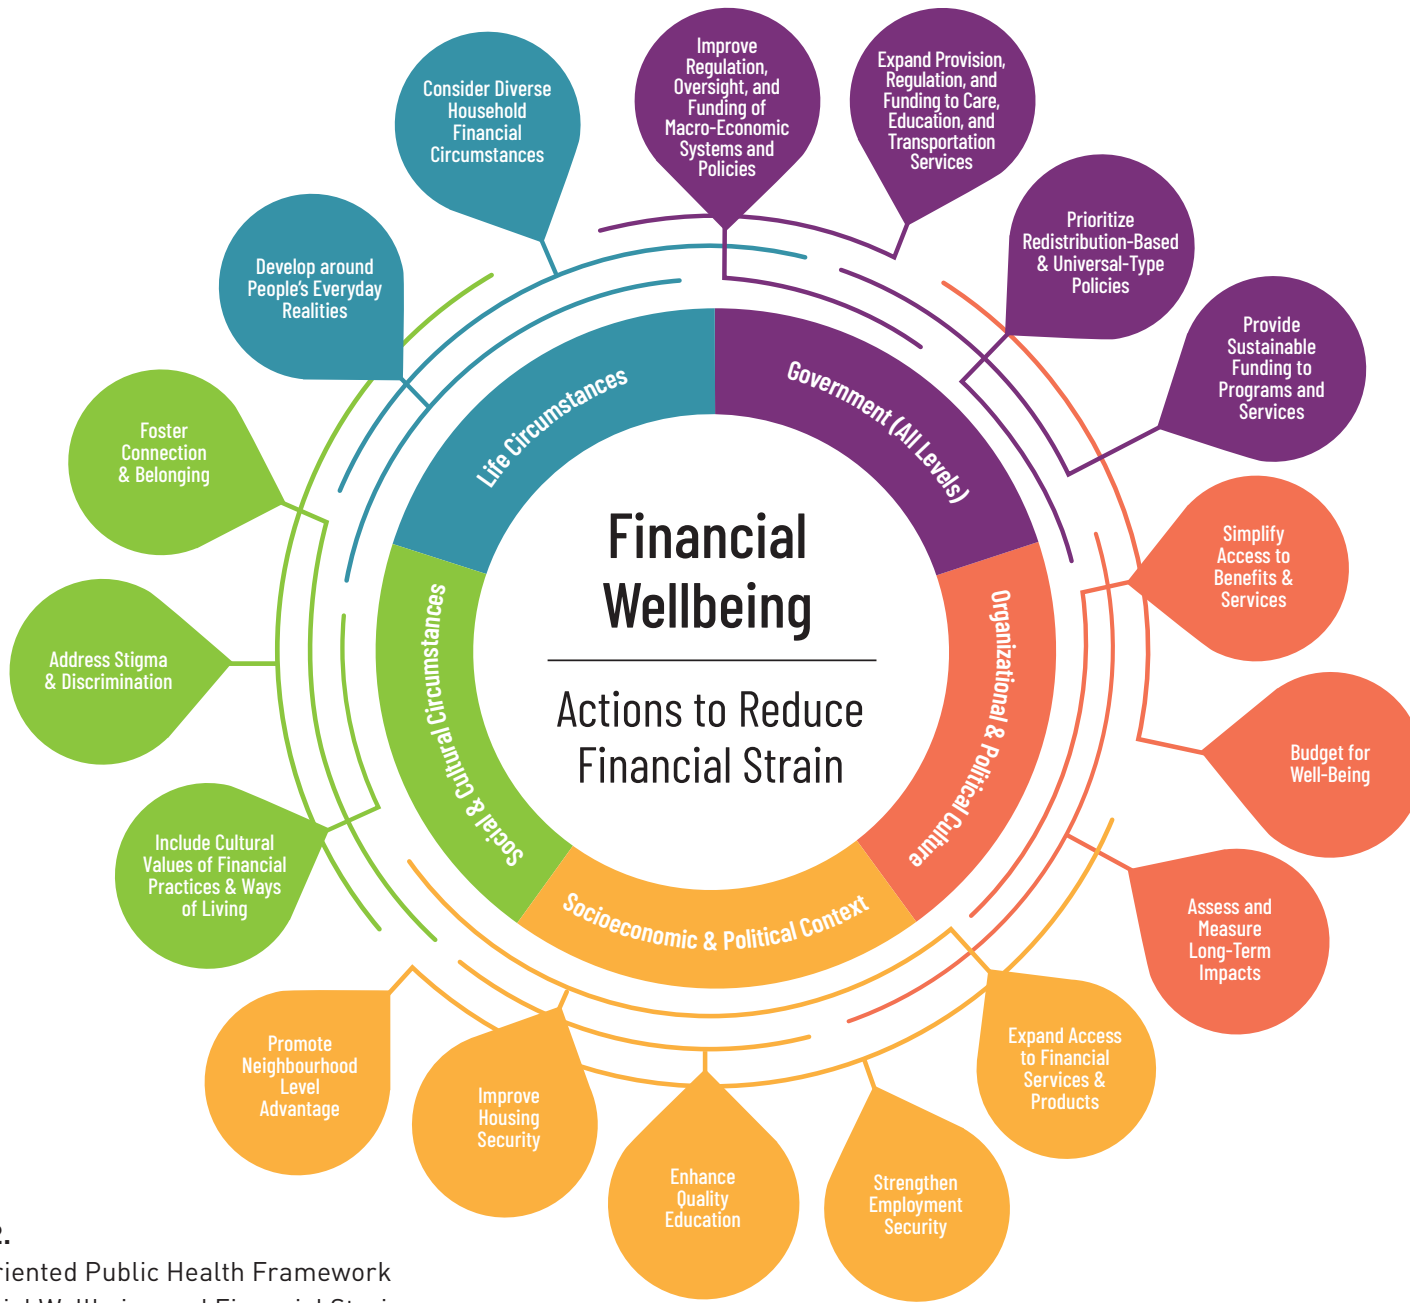 Financial
Wellbeing
Actions to Reduce
Financial Strain
Life Circumstances
Government (All Levels)
Organizational & Political Culture
Socioeconomic & Political Context
Social & Cultural Circumstances
Consider Diverse
Household
Financial
Circumstances
Develop around
People's Everyday
Realities
Improve
Regulation,
Oversight, and
Funding of
Macro-Economic
Systems and
Policies
Expand Provision,
Regulation, and
Funding to Care,
Education, and
Transportation
Services
Prioritize
Redistribution-Based
& Universal-Type
Policies
Provide
Sustainable
Funding to
Programs and
Services
Simplify
Access to
Benefits &
Services
Budget for
Well-Being
Assess and
Measure
Long-Term
Impacts
Expand Access
to Financial
Services &
Products
Strengthen
Employment
Security
Enhance
Quality
Education
Improve
Housing
Security
Promote
Neighbourhood
Level
Advantage
Include Cultural
Values of Financial
Practices & Ways
of Living
Address Stigma
& Discrimination
Foster
Connection
& Belonging
riented Public Health Framework